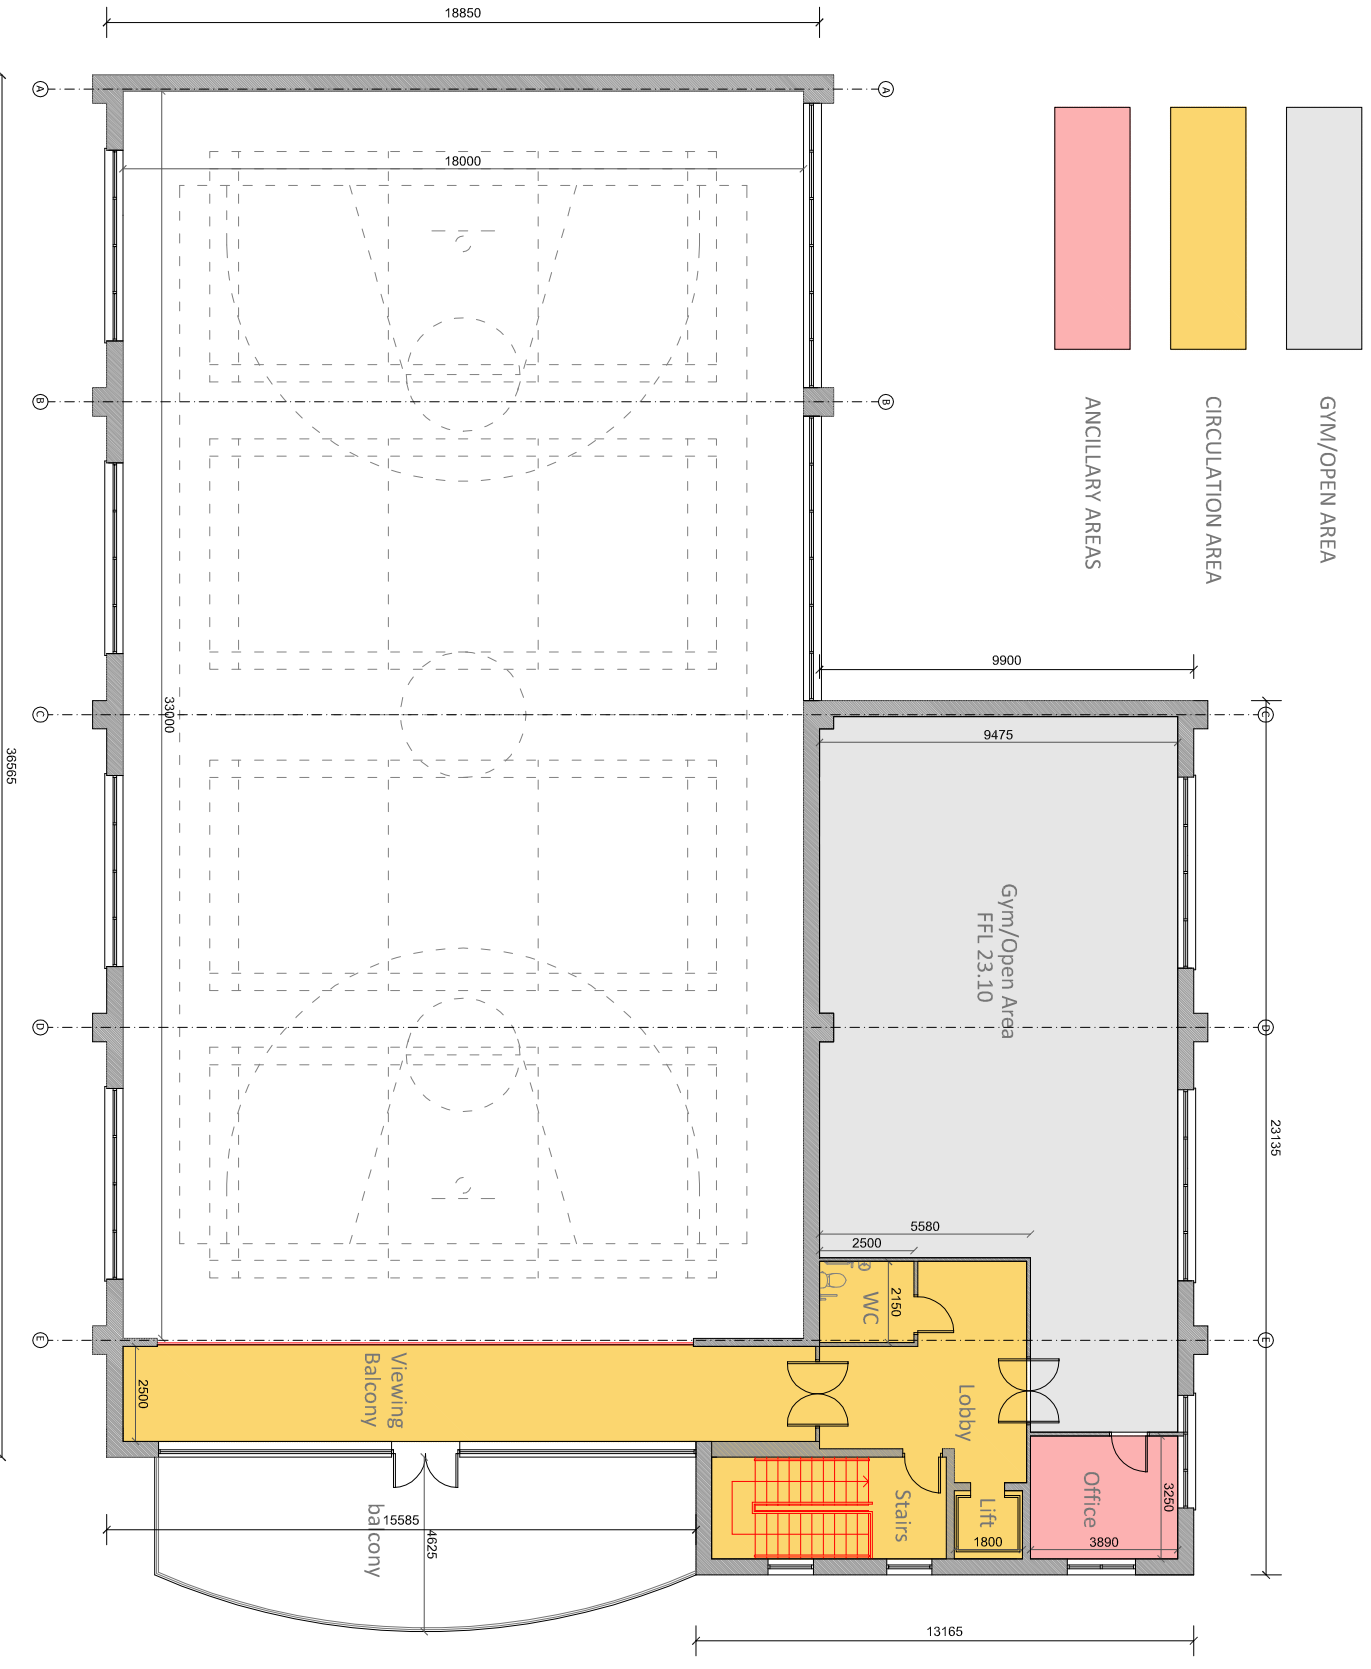 18850
A
A
18000
GYM/OPEN AREA
CIRCULATION AREA
ANCILLARY AREAS
B
B
9900
C
C
9475
33000
36565
Gym/Open Area
FFL 23.10
D
D
23135
5580
2500
WC
2150
E
E
Viewing
Balcony
2500
Lobby
Office
3250
3890
Stairs
Lift
1800
balcony
15585
4625
13165